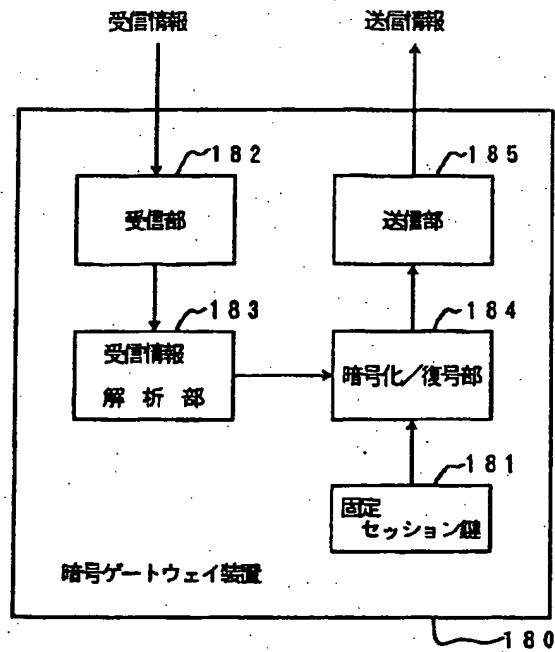 受信情報
送信情報
182
受信部
185
送信部
183
受信情報
解析部
184
暗号化／復号部
181
固定
セッション鍵
暗号ゲートウェイ装置
180